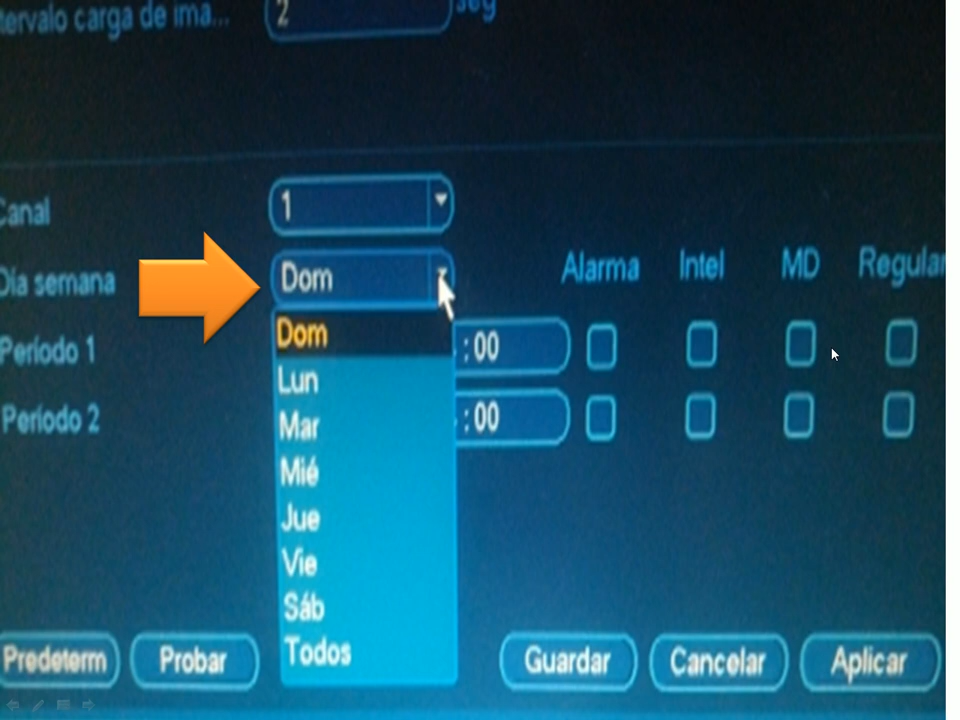 tervalo carga de ima... 2 seg
Canal 1
Día semana Dom Alarma Intel MD Regular
Dom
Período 1 :00
Lun
Mar
Período 2 :00
Mié
Jue
Vie
Sáb
Todos
Predeterm Probar Guardar Cancelar Aplicar